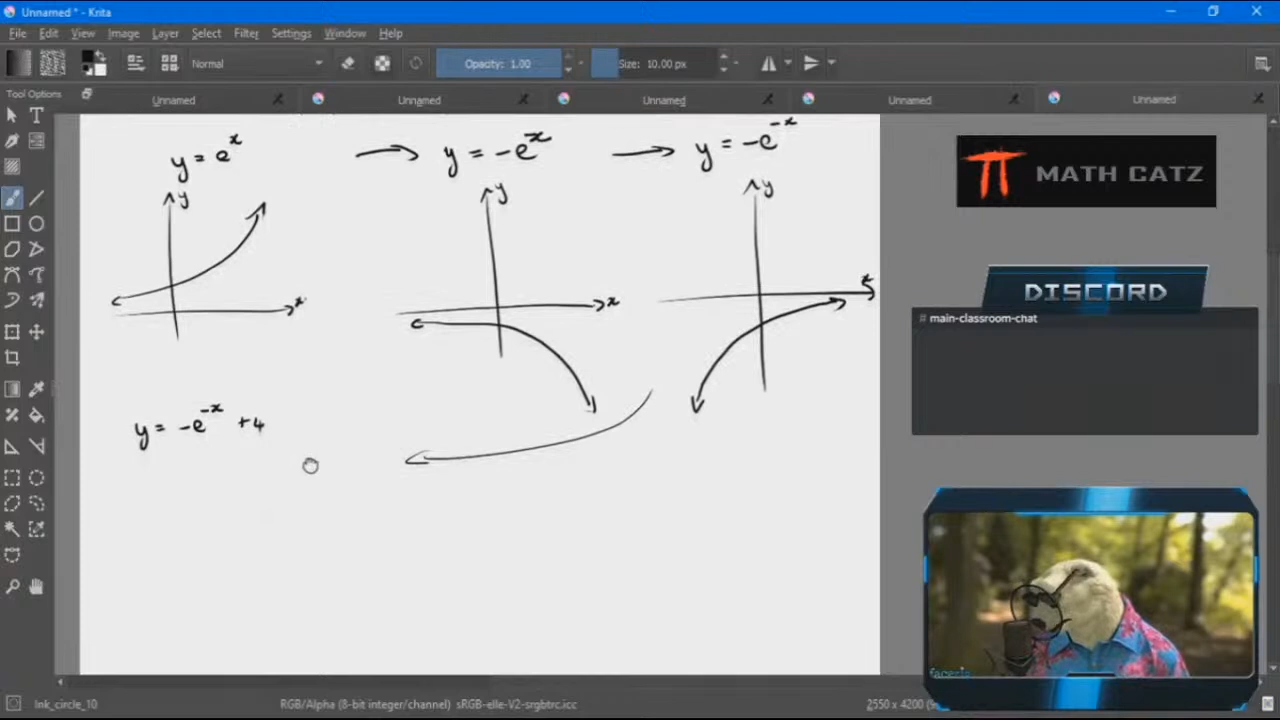 Unnamed * - Krita
File Edit View Image Layer Select Filter Settings Window Help
Normal Opacity: 1.00 Size: 10.00 px
Tool Options
Unnamed Unnamed Unnamed Unnamed Unnamed
y = e^x → y = -e^x → y = -e^-x
y y y
x x x
y = -e^-x +4
π MATH CATZ
DISCORD
# main-classroom-chat
facerig
Ink_circle_10 RGB/Alpha (8-bit integer/channel) sRGB-elle-V2-srgbtrc.icc 2550 x 4200